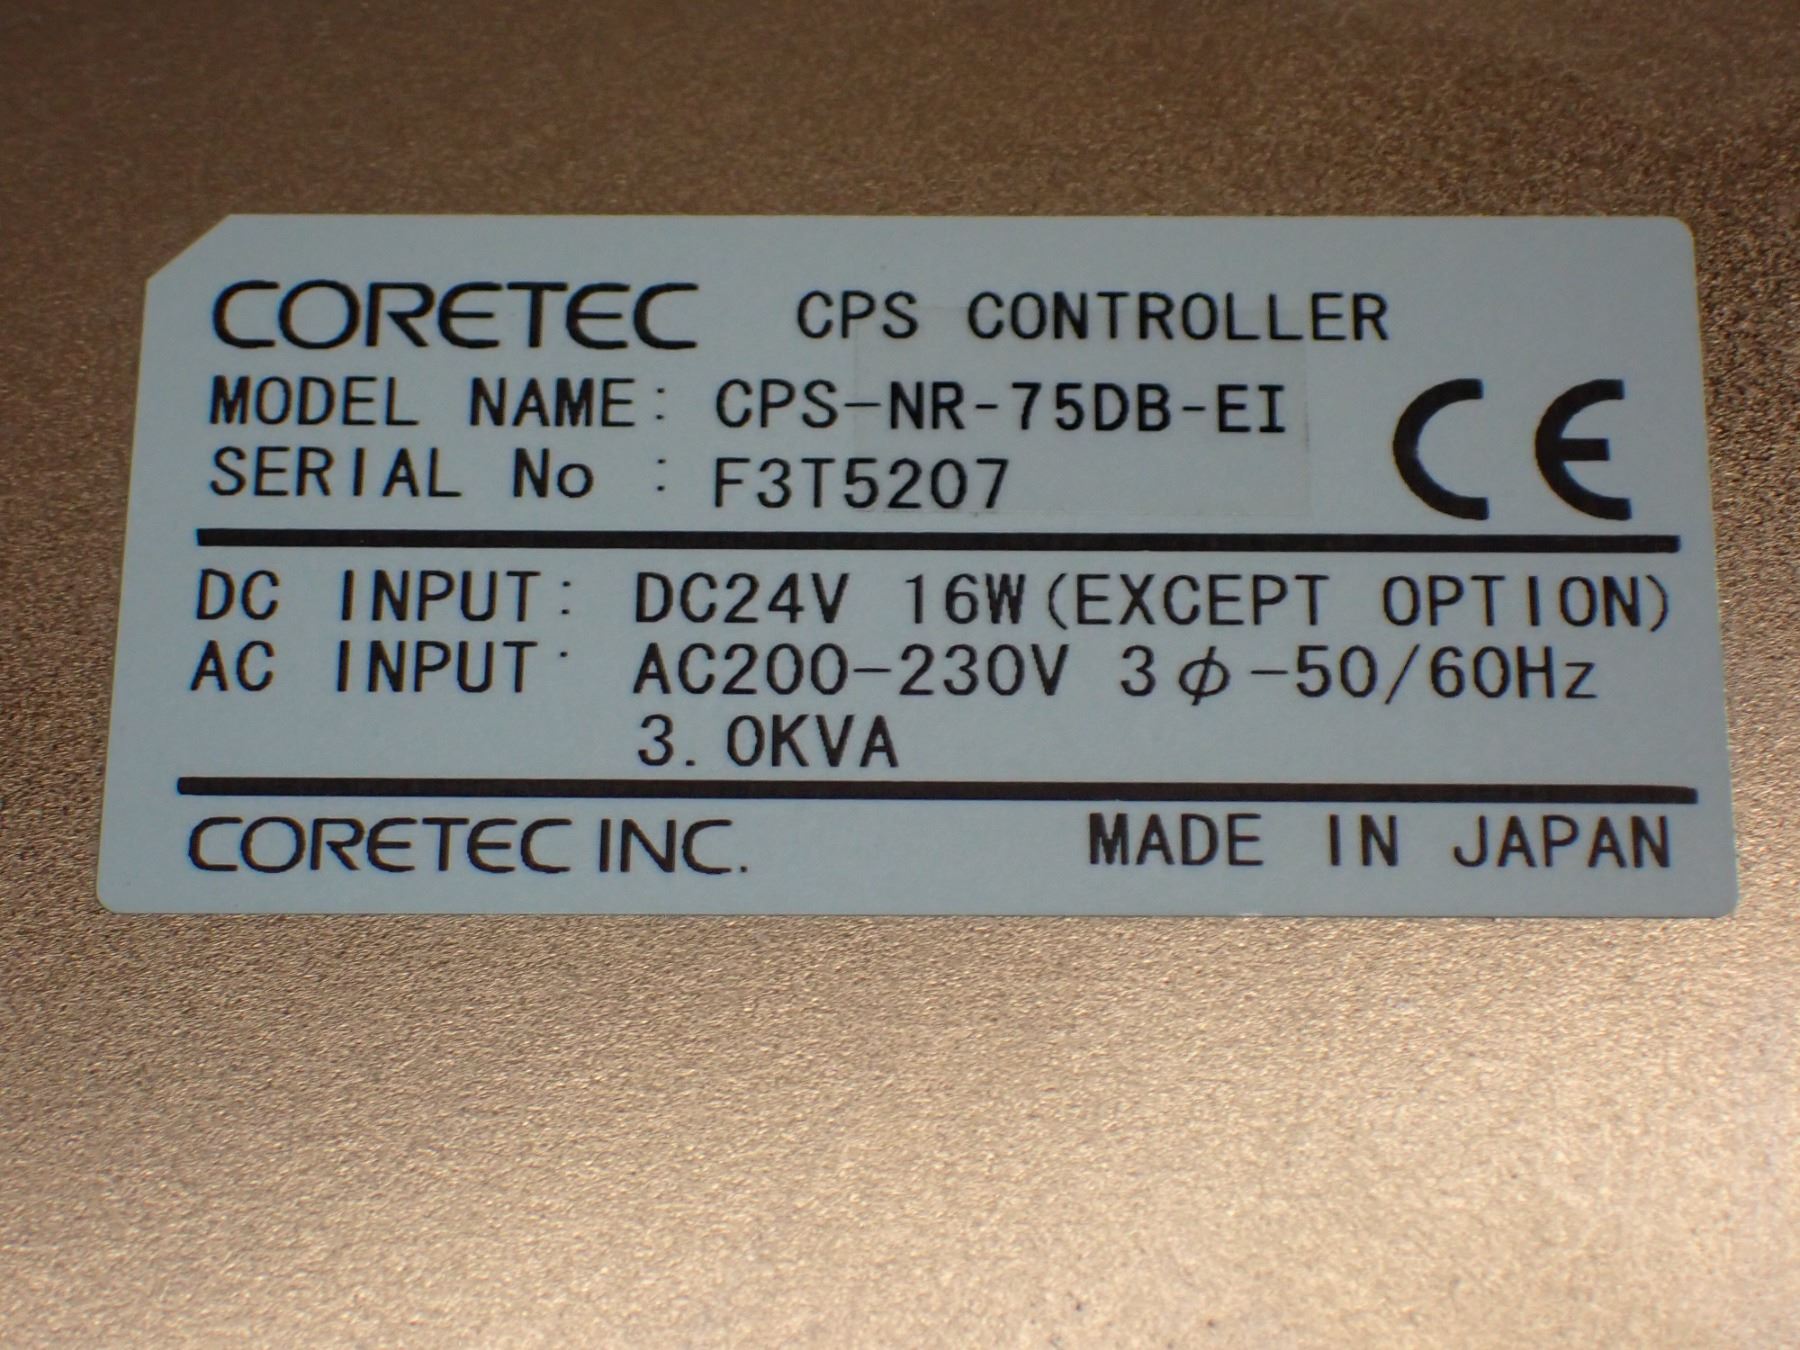 CORETEC CPS CONTROLLER
MODEL NAME: CPS-NR-75DB-EI
SERIAL No : F3T5207
CE
DC INPUT: DC24V 16W(EXCEPT OPTION)
AC INPUT: AC200-230V 3ϕ-50/60Hz
3.0KVA
CORETEC INC. MADE IN JAPAN